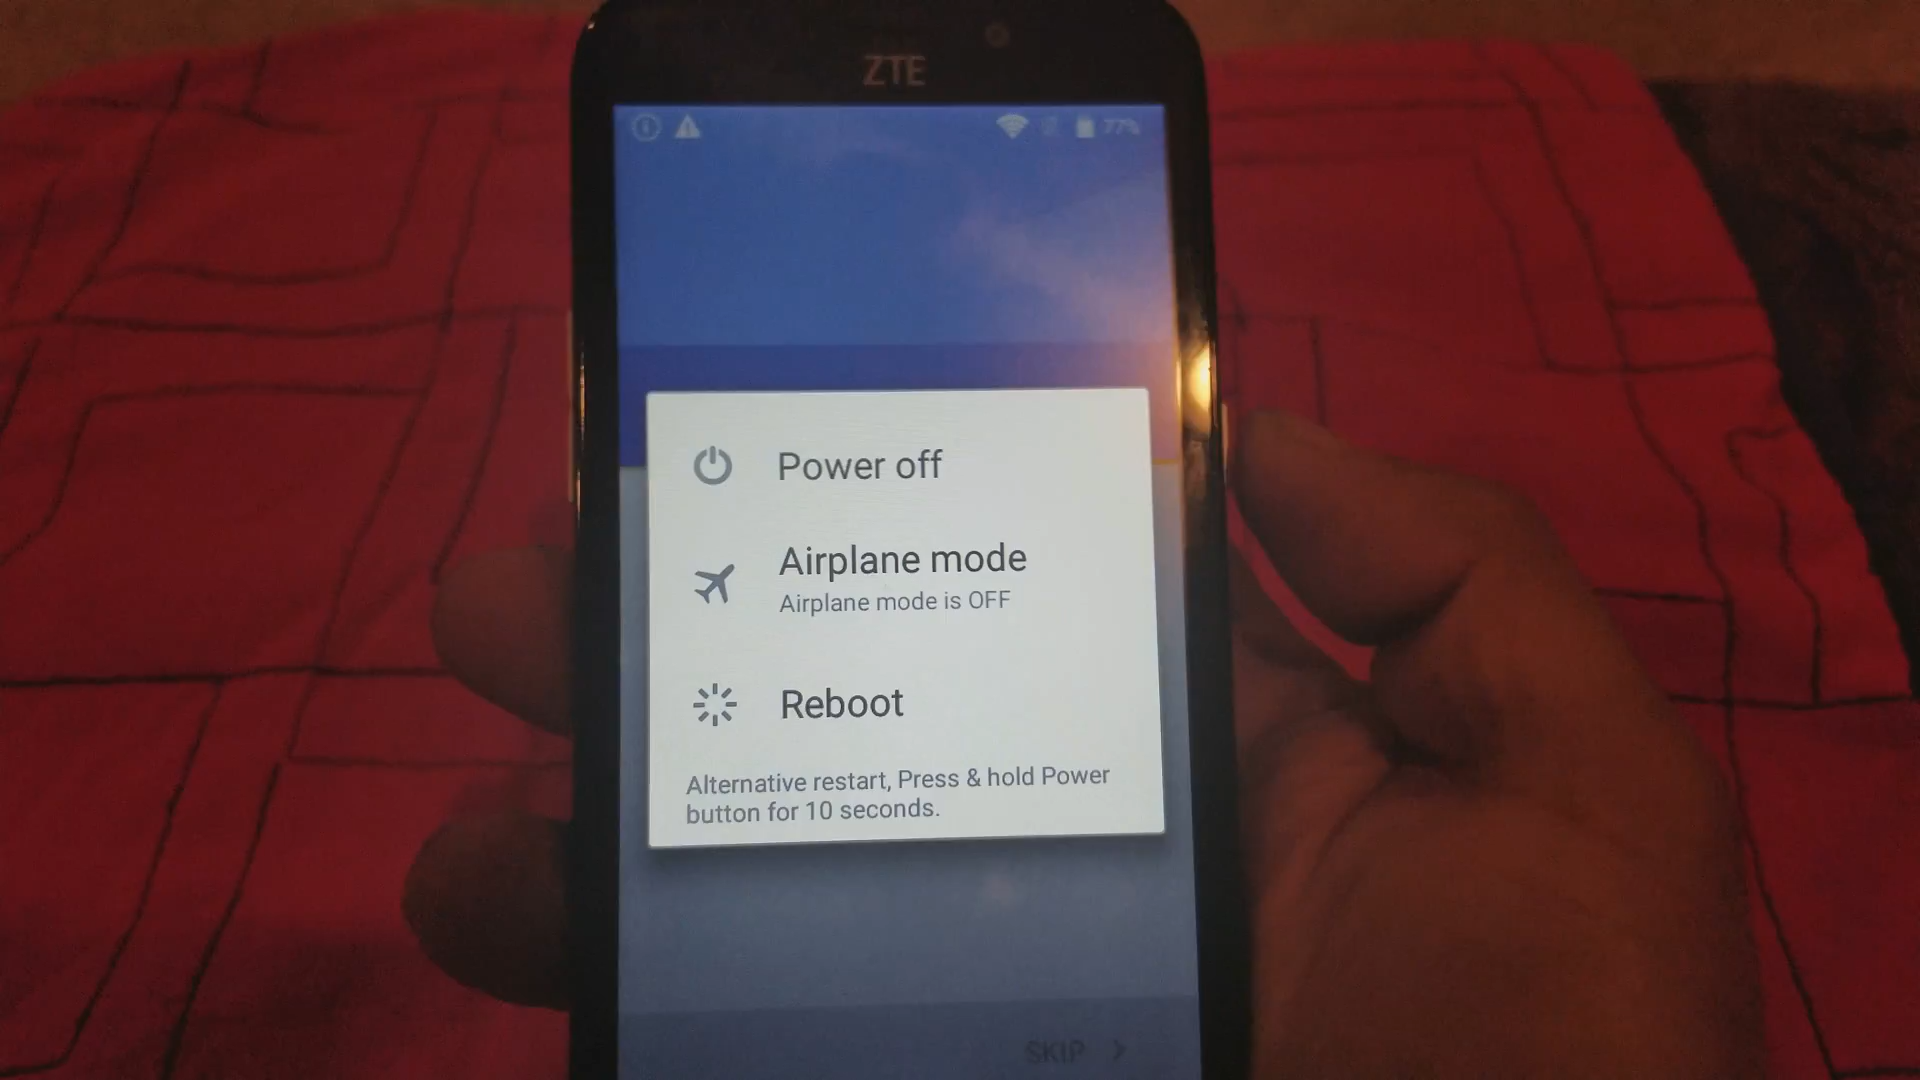 ZTE
77%
Power off
Airplane mode
Airplane mode is OFF
Reboot
Alternative restart, Press & hold Power
button for 10 seconds.
SKIP